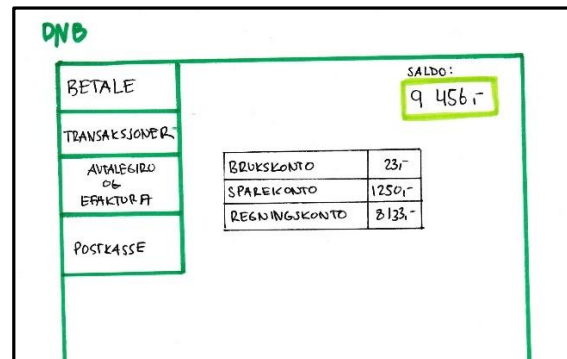 DNB
SALDO:
9 456,-
BETALE
TRANSAKSJONER
AVTALEGIRO
OG
EFAKTURA
POSTKASSE
BRUKSKONTO 23,-
SPAREKONTO 1250,-
REGNINGSKONTO 8133,-